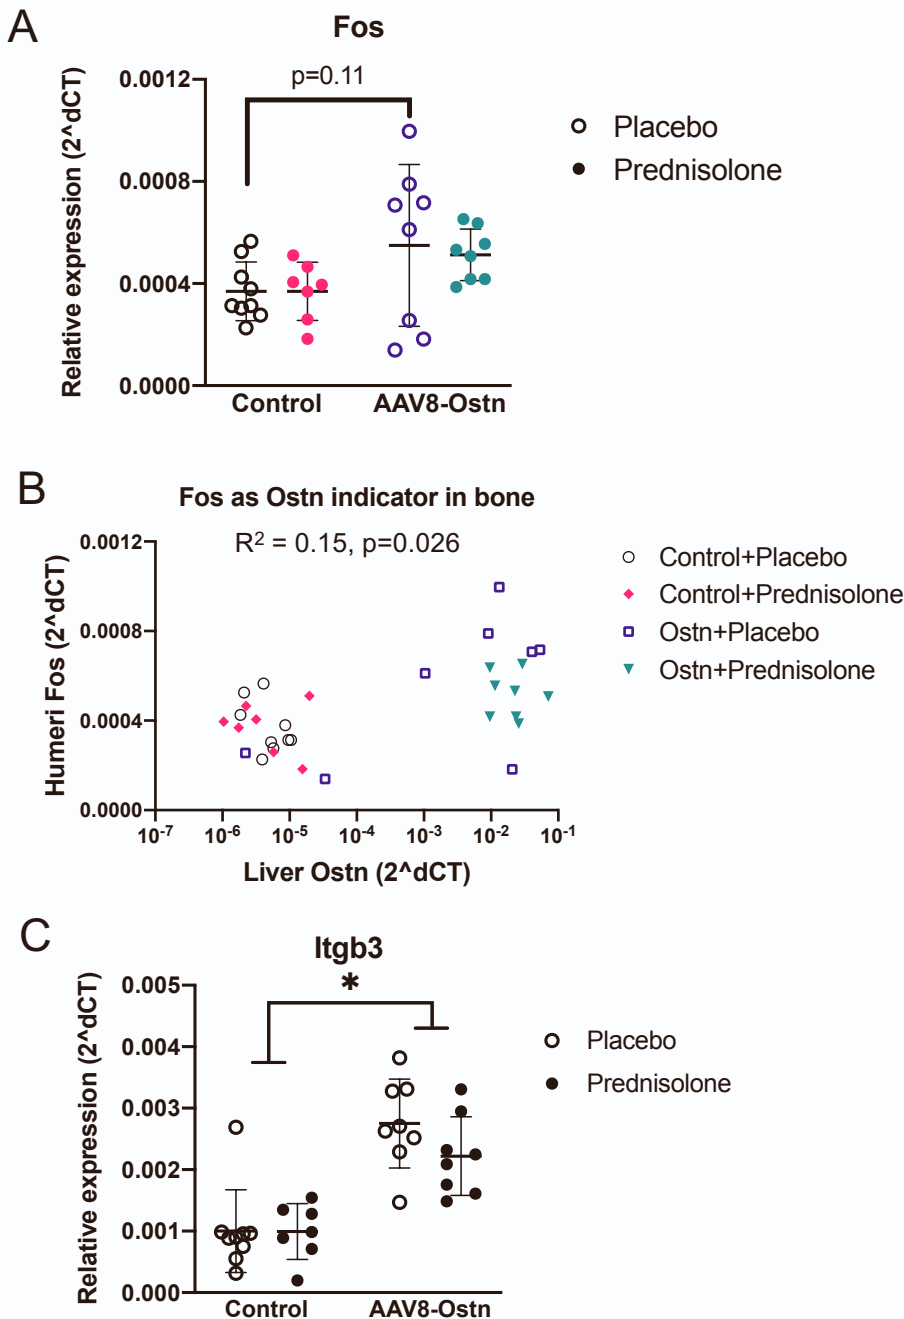 A
Fos
Relative expression (2^dCT)
0.0012
0.0008
0.0004
0.0000
p=0.11
Control
AAV8-Ostn
Placebo
Prednisolone
B
Fos as Ostn indicator in bone
R² = 0.15, p=0.026
Humeri Fos (2^dCT)
0.0012
0.0008
0.0004
0.0000
10⁻⁷ 10⁻⁶ 10⁻⁵ 10⁻⁴ 10⁻³ 10⁻² 10⁻¹
Liver Ostn (2^dCT)
Control+Placebo
Control+Prednisolone
Ostn+Placebo
Ostn+Prednisolone
C
Itgb3
*
Relative expression (2^dCT)
0.005
0.004
0.003
0.002
0.001
0.000
Control
AAV8-Ostn
Placebo
Prednisolone